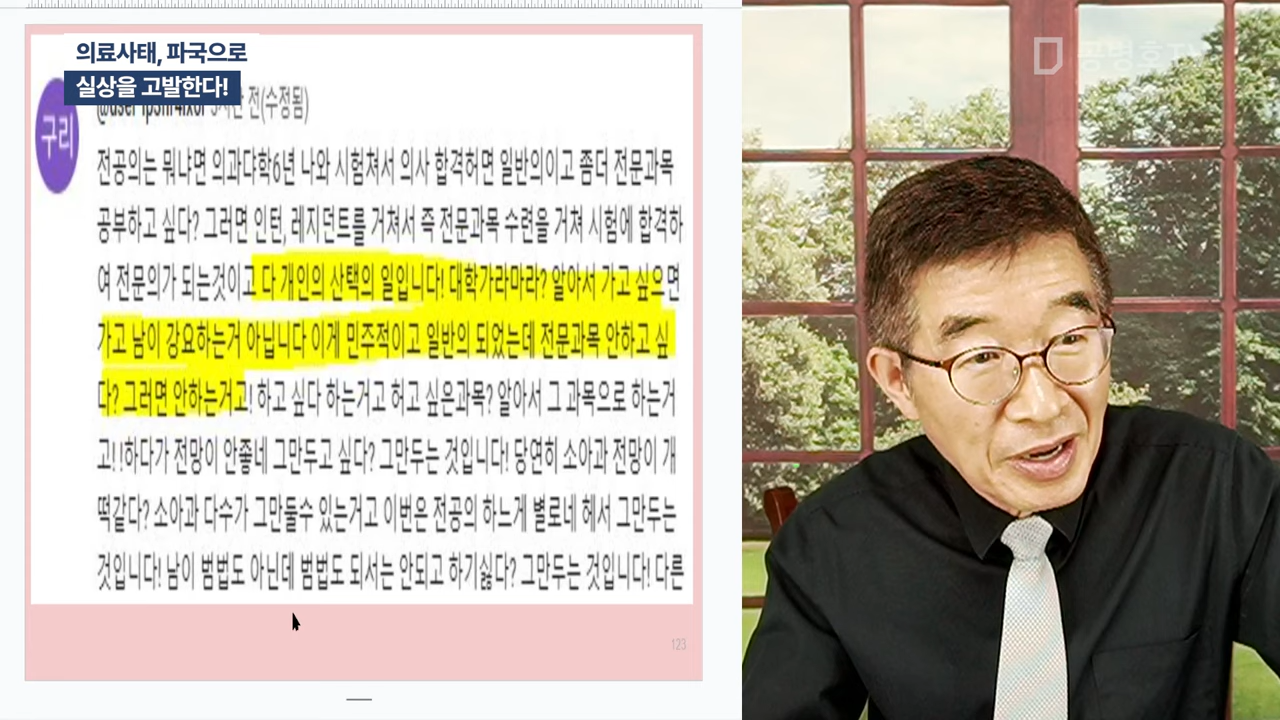 의료사태, 파국으로
실상을 고발한다!
공병호TV
구리
전(수정됨)
전공의는 뭐냐면 의과댜학6년 나와 시험쳐서 의사 합격허면 일반의이고 좀더 전문과목
공부하고 싶다? 그러면 인턴, 레지던트를 거쳐서 즉 전문과목 수련을 거쳐 시험에 합격하
여 전문의가 되는것이고 다 개인의 산택의 일입니다! 대학가라마라? 알아서 가고 싶으면
가고 남이 강요하는거 아닙니다 이게 민주적이고 일반의 되었는데 전문과목 안하고 싶
다? 그러면 안하는거고! 하고 싶다 하는거고 허고 싶은과목? 알아서 그 과목으로 하는거
고! !하다가 전망이 안좋네 그만두고 싶다? 그만두는 것입니다! 당연히 소아과 전망이 개
떡같다? 소아과 다수가 그만둘수 있는거고 이번은 전공의 하느게 별로네 헤서 그만두는
것입니다! 남이 범법도 아닌데 범법도 되서는 안되고 하기싫다? 그만두는 것입니다! 다른
123